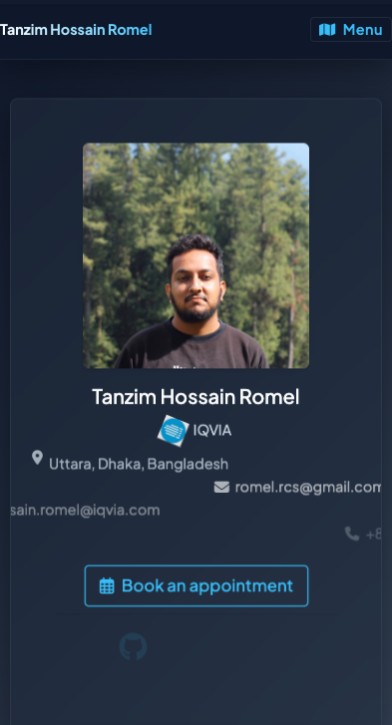 Tanzim Hossain Romel
Menu
Tanzim Hossain Romel
IQVIA
Uttara, Dhaka, Bangladesh
romel.rcs@gmail.com
sain.romel@iqvia.com
+8
Book an appointment